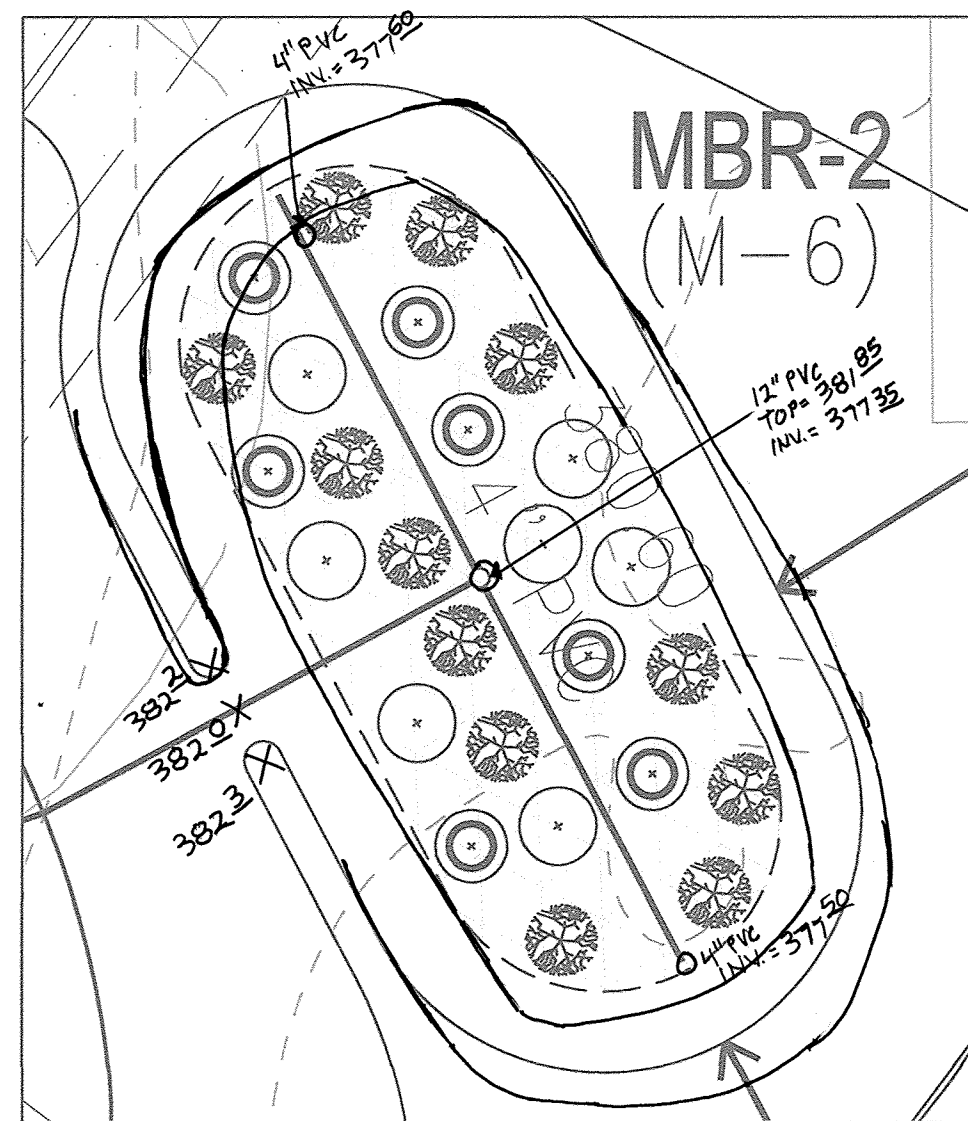 4" PVC
INV. = 377 60
MBR-2
(M-6)
12" PVC
TOP= 381 85
INV.= 377 35
382 2
382 0
382 3
4" PVC
INV. = 377 50